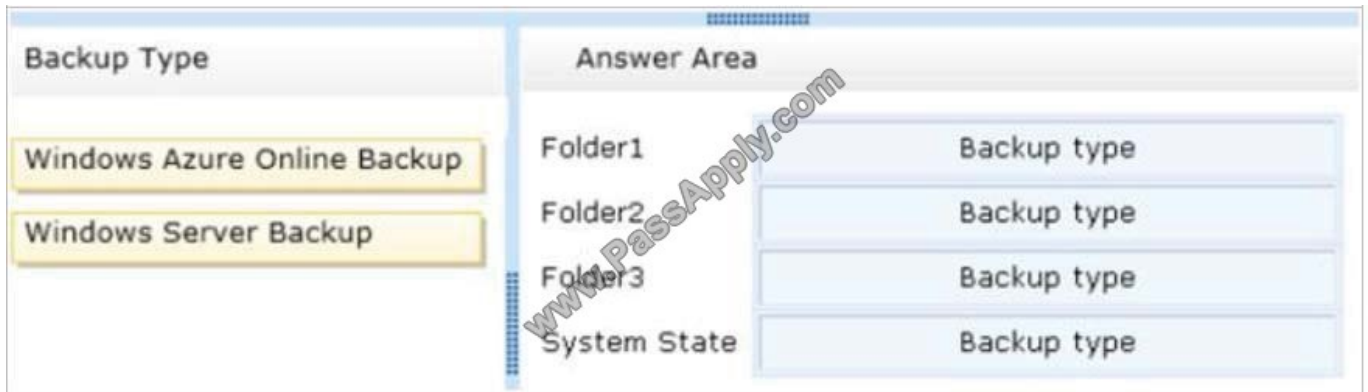 Backup Type
Windows Azure Online Backup
Windows Server Backup
Answer Area
Folder1 Backup type
Folder2 Backup type
Folder3 Backup type
System State Backup type
www.PassApply.com